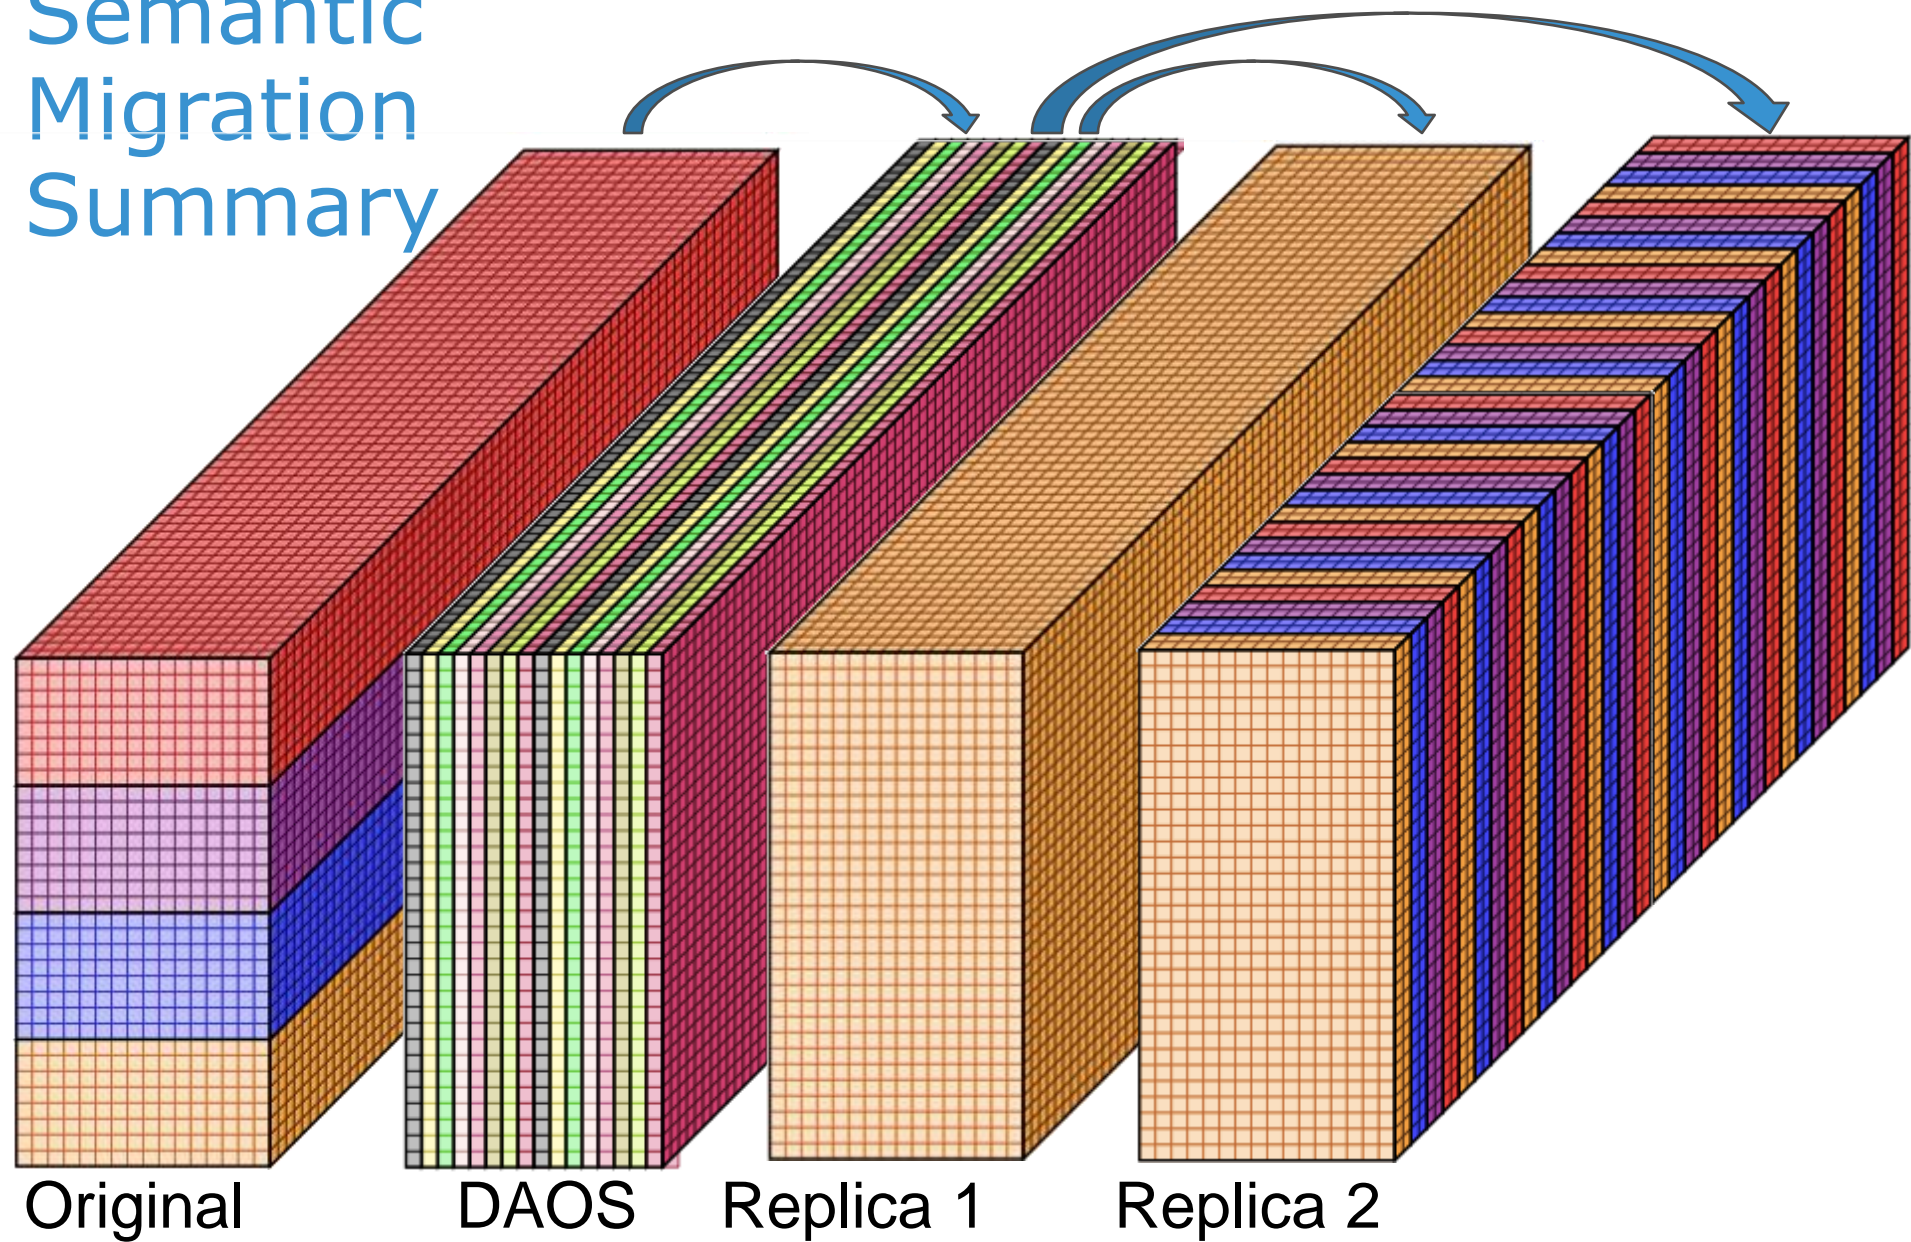 Semantic
Migration
Summary
Original
DAOS
Replica 1
Replica 2